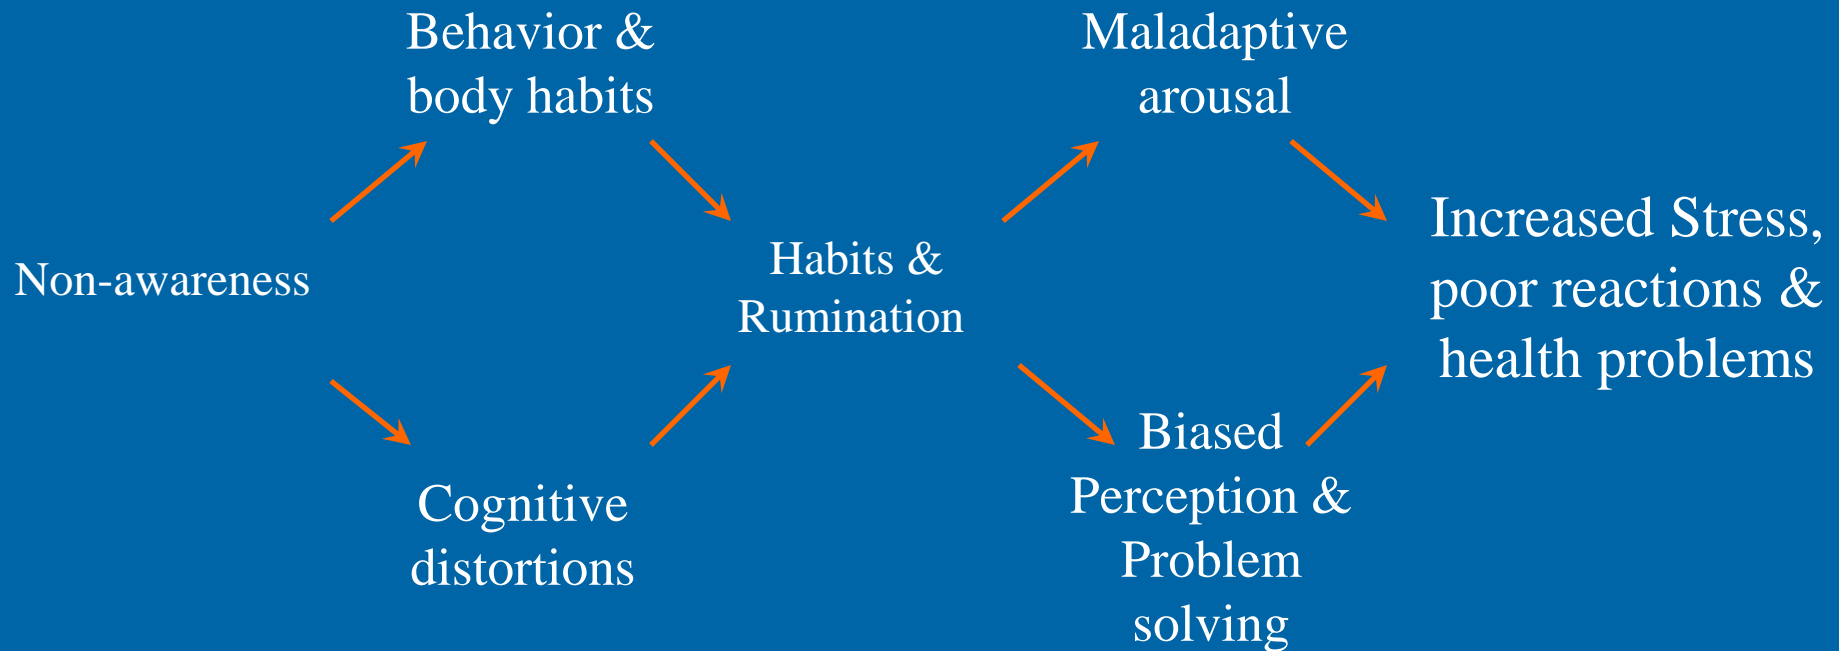 Behavior &
body habits
Maladaptive
arousal
Non-awareness
Habits &
Rumination
Increased Stress,
poor reactions &
health problems
Cognitive
distortions
Biased
Perception &
Problem
solving